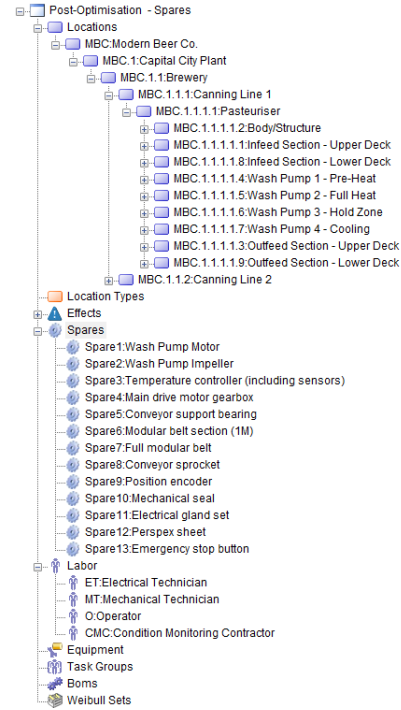 Post-Optimisation - Spares
Locations
MBC:Modern Beer Co.
MBC.1:Capital City Plant
MBC.1.1:Brewery
MBC.1.1.1:Canning Line 1
MBC.1.1.1.1:Pasteuriser
MBC.1.1.1.1.2:Body/Structure
MBC.1.1.1.1.1:Infeed Section - Upper Deck
MBC.1.1.1.1.8:Infeed Section - Lower Deck
MBC.1.1.1.1.4:Wash Pump 1 - Pre-Heat
MBC.1.1.1.1.5:Wash Pump 2 - Full Heat
MBC.1.1.1.1.6:Wash Pump 3 - Hold Zone
MBC.1.1.1.1.7:Wash Pump 4 - Cooling
MBC.1.1.1.1.3:Outfeed Section - Upper Deck
MBC.1.1.1.1.9:Outfeed Section - Lower Deck
MBC.1.1.2:Canning Line 2
Location Types
Effects
Spares
Spare1:Wash Pump Motor
Spare2:Wash Pump Impeller
Spare3:Temperature controller (including sensors)
Spare4:Main drive motor gearbox
Spare5:Conveyor support bearing
Spare6:Modular belt section (1M)
Spare7:Full modular belt
Spare8:Conveyor sprocket
Spare9:Position encoder
Spare10:Mechanical seal
Spare11:Electrical gland set
Spare12:Perspex sheet
Spare13:Emergency stop button
Labor
ET:Electrical Technician
MT:Mechanical Technician
O:Operator
CMC:Condition Monitoring Contractor
Equipment
Task Groups
Boms
Weibull Sets